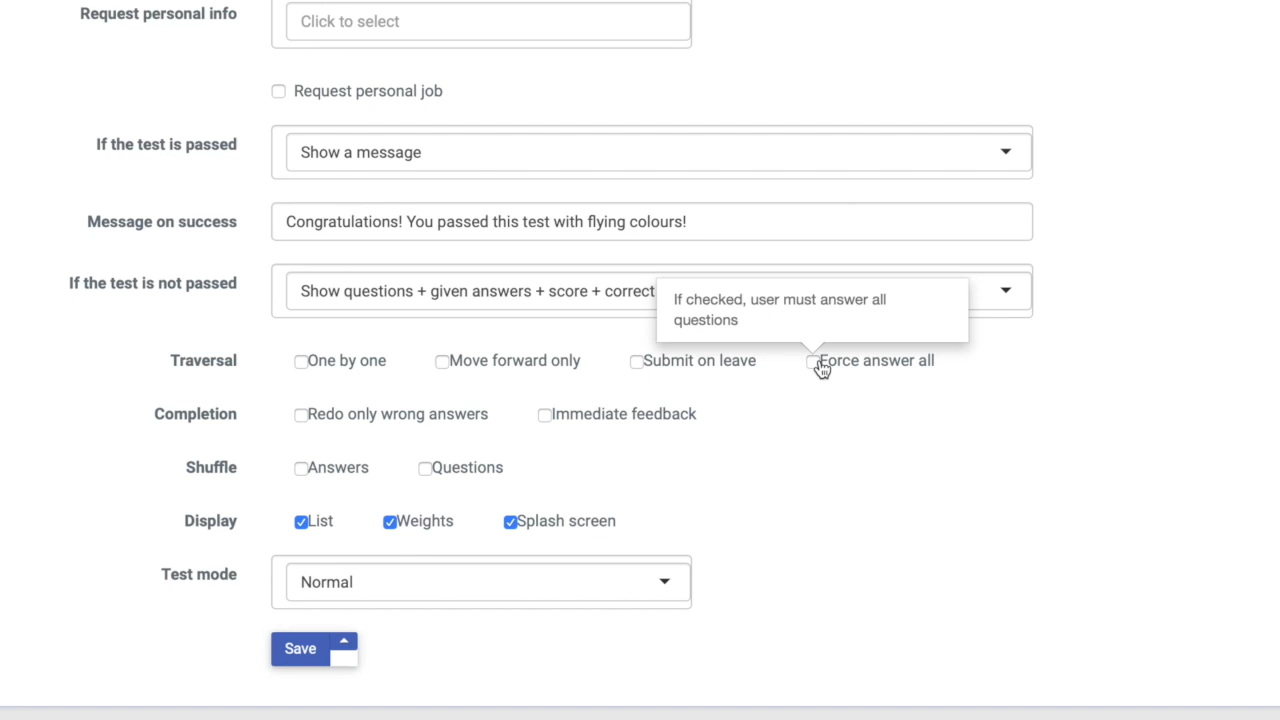 Request personal info
Click to select
Request personal job
If the test is passed
Show a message
Message on success
Congratulations! You passed this test with flying colours!
If the test is not passed
Show questions + given answers + score + correct
If checked, user must answer all
questions
Traversal
One by one
Move forward only
Submit on leave
Force answer all
Completion
Redo only wrong answers
Immediate feedback
Shuffle
Answers
Questions
Display
List
Weights
Splash screen
Test mode
Normal
Save